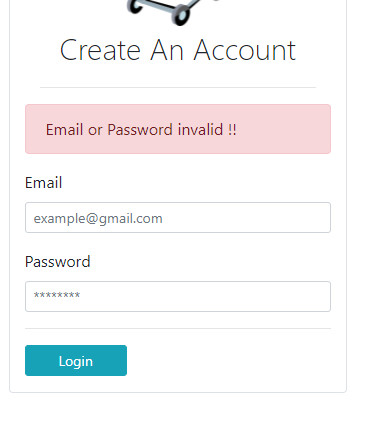 Create An Account
Email or Password invalid !!
Email
example@gmail.com
Password
********
Login